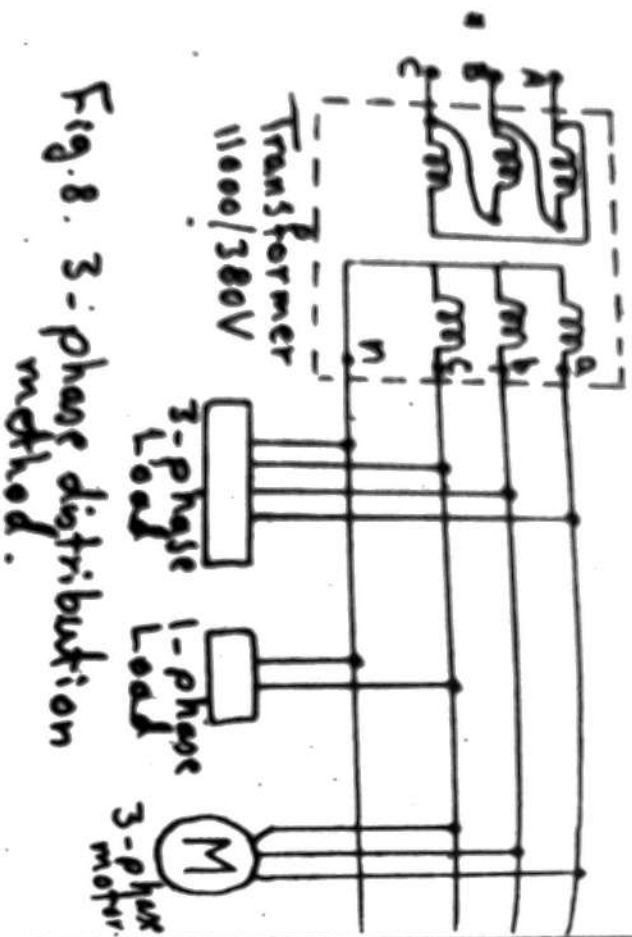 A
B
C
Transformer
11000/380V
a
b
c
n
3-phase
Load
1-phase
Load
M
3-phase
motor.
Fig.8. 3-phase distribution
method.